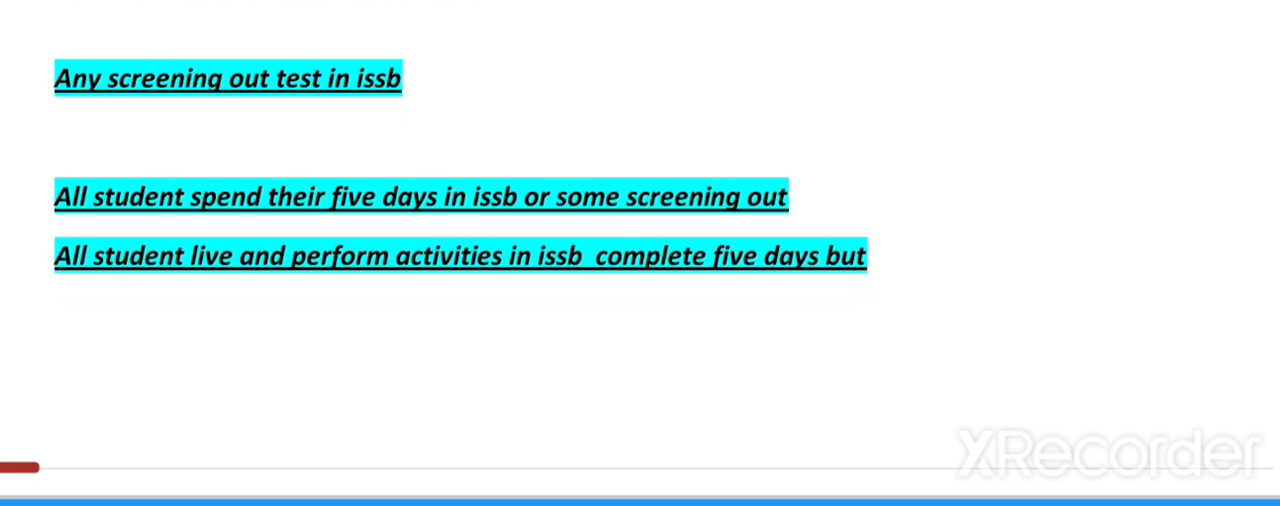 Any screening out test in issb
All student spend their five days in issb or some screening out
All student live and perform activities in issb  complete five days but
XRecorder